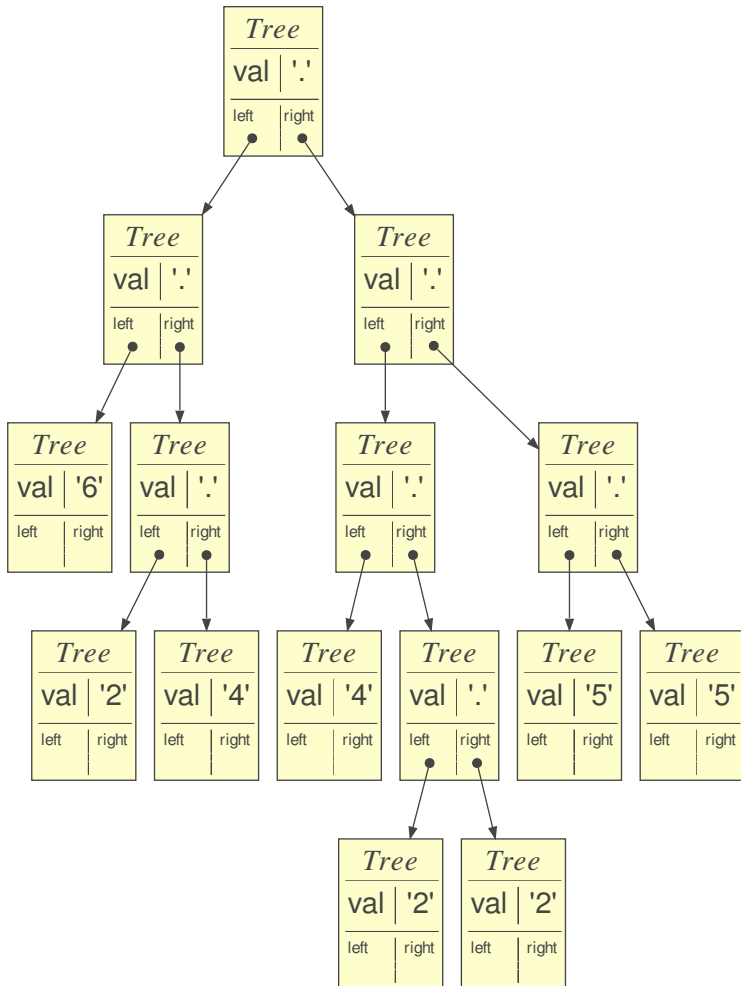 Tree
val '.'
left right
Tree Tree
val '.' val '.'
left right left right
Tree Tree Tree Tree
val '6' val '.' val '.' val '.'
left right left right left right left right
Tree Tree Tree Tree Tree Tree
val '2' val '4' val '4' val '.' val '5' val '5'
left right left right left right left right left right left right
Tree Tree
val '2' val '2'
left right left right